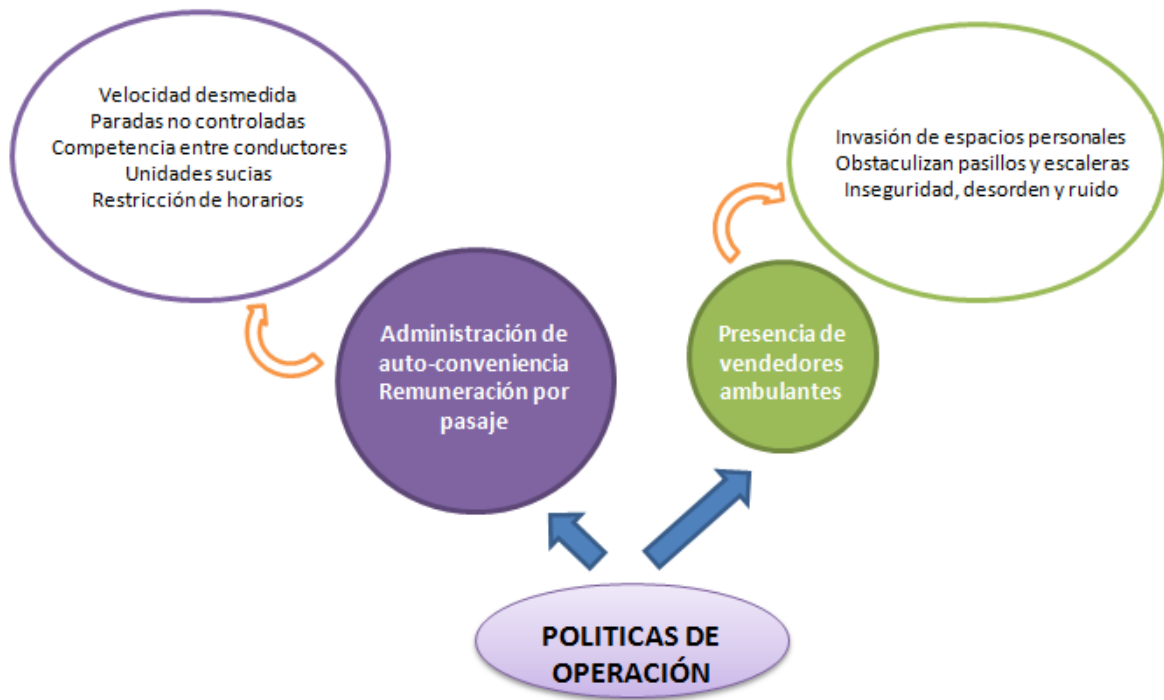 Velocidad desmedida
Paradas no controladas
Competencia entre conductores
Unidades sucias
Restricción de horarios
Invasión de espacios personales
Obstaculizan pasillos y escaleras
Inseguridad, desorden y ruido
Administración de
auto-conveniencia
Remuneración por
pasaje
Presencia de
vendedores
ambulantes
POLITICAS DE
OPERACIÓN